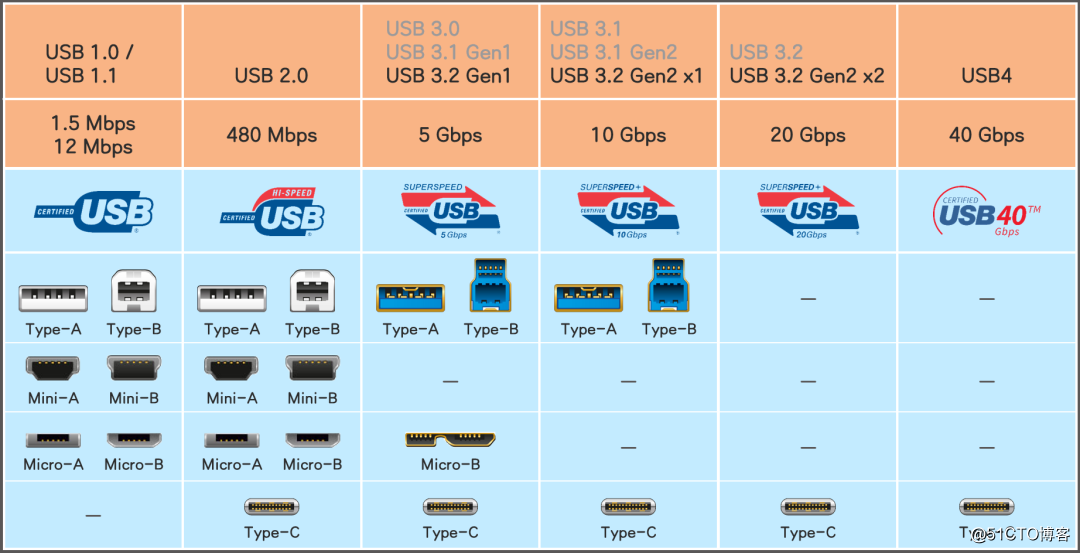 USB 1.0 /
USB 1.1
USB 2.0
USB 3.0
USB 3.1 Gen1
USB 3.2 Gen1
USB 3.1
USB 3.1 Gen2
USB 3.2 Gen2 x1
USB 3.2
USB 3.2 Gen2 x2
USB4
1.5 Mbps
12 Mbps
480 Mbps
5 Gbps
10 Gbps
20 Gbps
40 Gbps
CERTIFIED USB ®
HI-SPEED
CERTIFIED USB ®
SUPERSPEED
CERTIFIED USB ®
5 Gbps
SUPERSPEED+
CERTIFIED USB ®
10 Gbps
SUPERSPEED+
CERTIFIED USB ®
20 Gbps
CERTIFIED
USB 40 TM
Gbps
Type-A Type-B Type-A Type-B Type-A Type-B Type-A Type-B — —
Mini-A Mini-B Mini-A Mini-B — — — —
Micro-A Micro-B Micro-A Micro-B Micro-B — — —
— Type-C Type-C Type-C Type-C Type-C
@51CTO博客